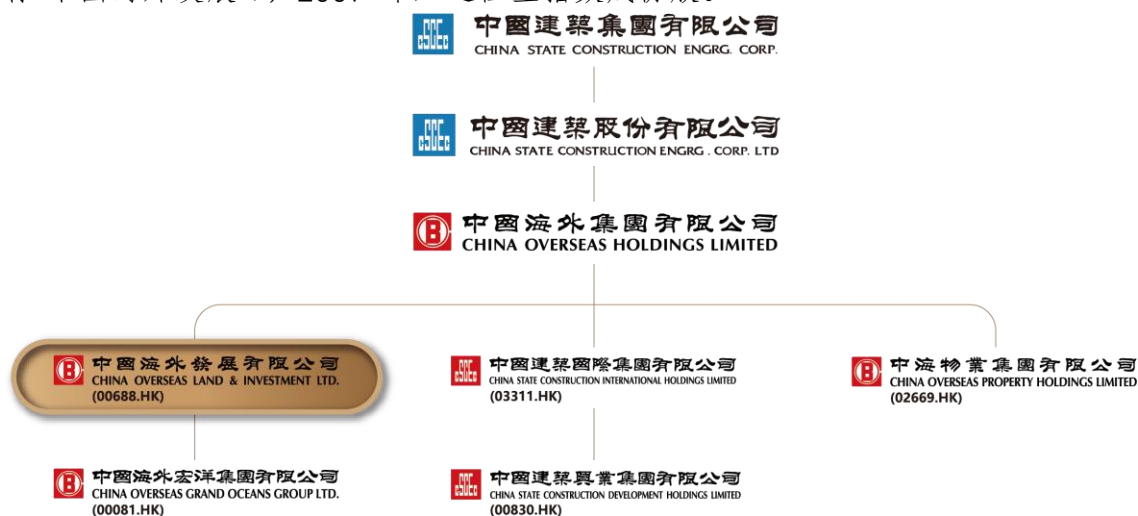 中國建築集團有限公司
CHINA STATE CONSTRUCTION ENGRG. CORP.
中國建築股份有限公司
CHINA STATE CONSTRUCTION ENGRG . CORP. LTD
中國海外集團有限公司
CHINA OVERSEAS HOLDINGS LIMITED
中國海外發展有限公司
CHINA OVERSEAS LAND & INVESTMENT LTD.
(00688.HK)
中國建築國際集團有限公司
CHINA STATE CONSTRUCTION INTERNATIONAL HOLDINGS LIMITED
(03311.HK)
中海物業集團有限公司
CHINA OVERSEAS PROPERTY HOLDINGS LIMITED
(02669.HK)
中國海外宏洋集團有限公司
CHINA OVERSEAS GRAND OCEANS GROUP LTD.
(00081.HK)
中國建築興業集團有限公司
CHINA STATE CONSTRUCTION DEVELOPMENT HOLDINGS LIMITED
(00830.HK)